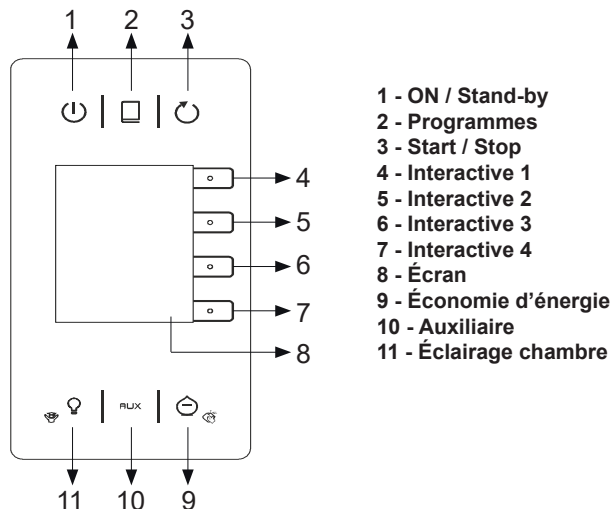 1 2 3
1 - ON / Stand-by
2 - Programmes
3 - Start / Stop
4 - Interactive 1
5 - Interactive 2
6 - Interactive 3
7 - Interactive 4
8 - Écran
9 - Économie d’énergie
10 - Auxiliaire
11 - Éclairage chambre
4
5
6
7
8
AUX
11 10 9